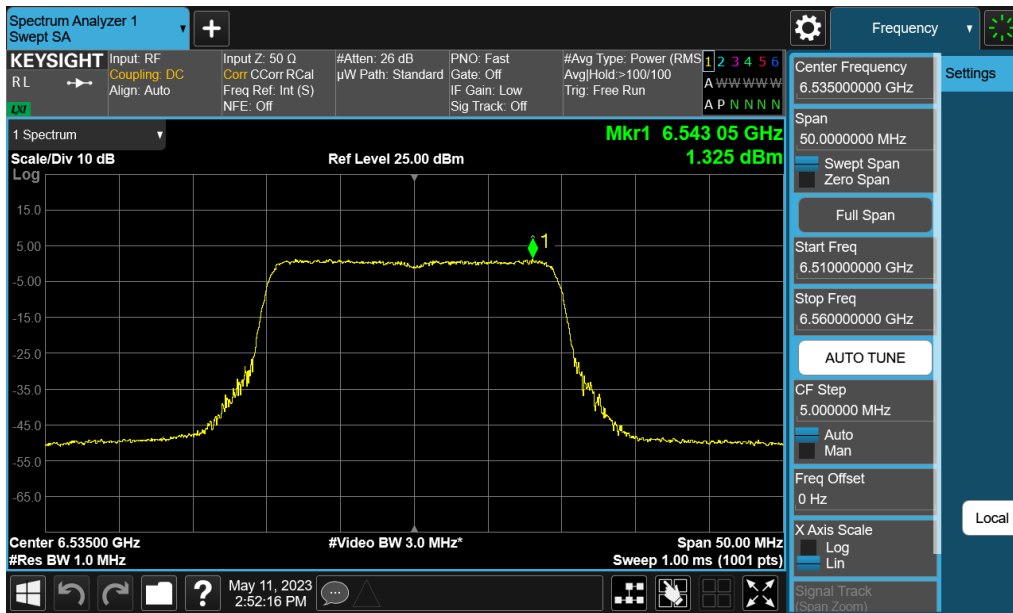 Spectrum Analyzer 1
Swept SA
+
Frequency
KEYSIGHT
RL
LXI
Input: RF
Coupling: DC
Align: Auto
Input Z: 50 Ω
Corr CCorr RCal
Freq Ref: Int (S)
NFE: Off
#Atten: 26 dB
µW Path: Standard
PNO: Fast
Gate: Off
IF Gain: Low
Sig Track: Off
#Avg Type: Power (RMS
Avg|Hold:>100/100
Trig: Free Run
1 2 3 4 5 6
A W W W W W
A P N N N N
1 Spectrum
Mkr1 6.543 05 GHz
Scale/Div 10 dB
Ref Level 25.00 dBm
1.325 dBm
Log
15.0
5.00
-5.00
-15.0
-25.0
-35.0
-45.0
-55.0
-65.0
1
Center 6.53500 GHz
#Video BW 3.0 MHz*
Span 50.00 MHz
#Res BW 1.0 MHz
Sweep 1.00 ms (1001 pts)
?
May 11, 2023
2:52:16 PM
Center Frequency
6.535000000 GHz
Span
50.0000000 MHz
Swept Span
Zero Span
Full Span
Start Freq
6.510000000 GHz
Stop Freq
6.560000000 GHz
AUTO TUNE
CF Step
5.000000 MHz
Auto
Man
Freq Offset
0 Hz
X Axis Scale
Log
Lin
Signal Track
(Span Zoom)
Settings
Local